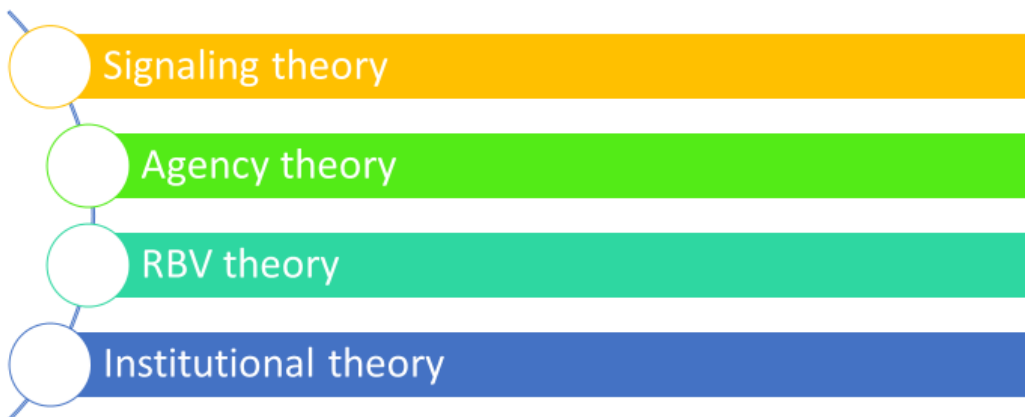 Signaling theory
Agency theory
RBV theory
Institutional theory